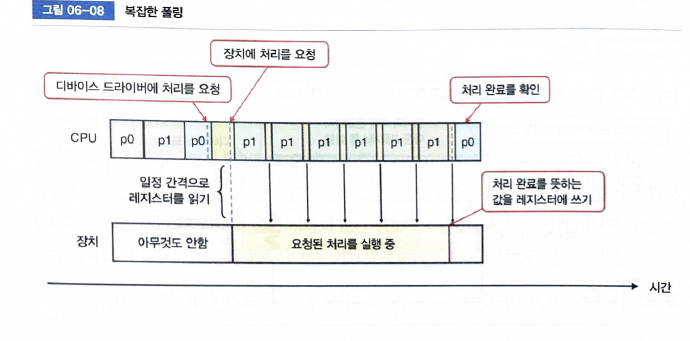 그림 06-08 복잡한 폴링
장치에 처리를 요청
디바이스 드라이버에 처리를 요청
처리 완료를 확인
CPU p0 p1 p0 p1 p1 p1 p1 p1 p1 p0
일정 간격으로
레지스터를 읽기
처리 완료를 뜻하는
값을 레지스터에 쓰기
장치 아무것도 안함 요청된 처리를 실행 중
시간